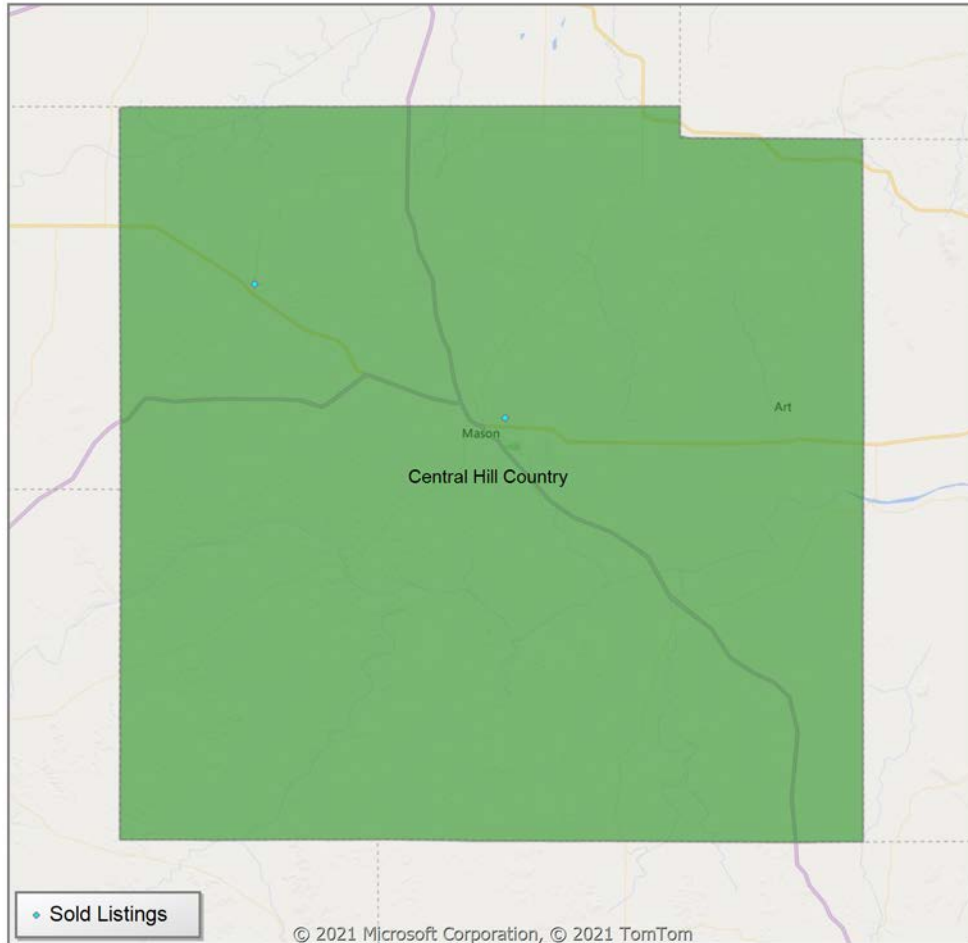 Art
Mason
Central Hill Country
Sold Listings
© 2021 Microsoft Corporation, © 2021 TomTom